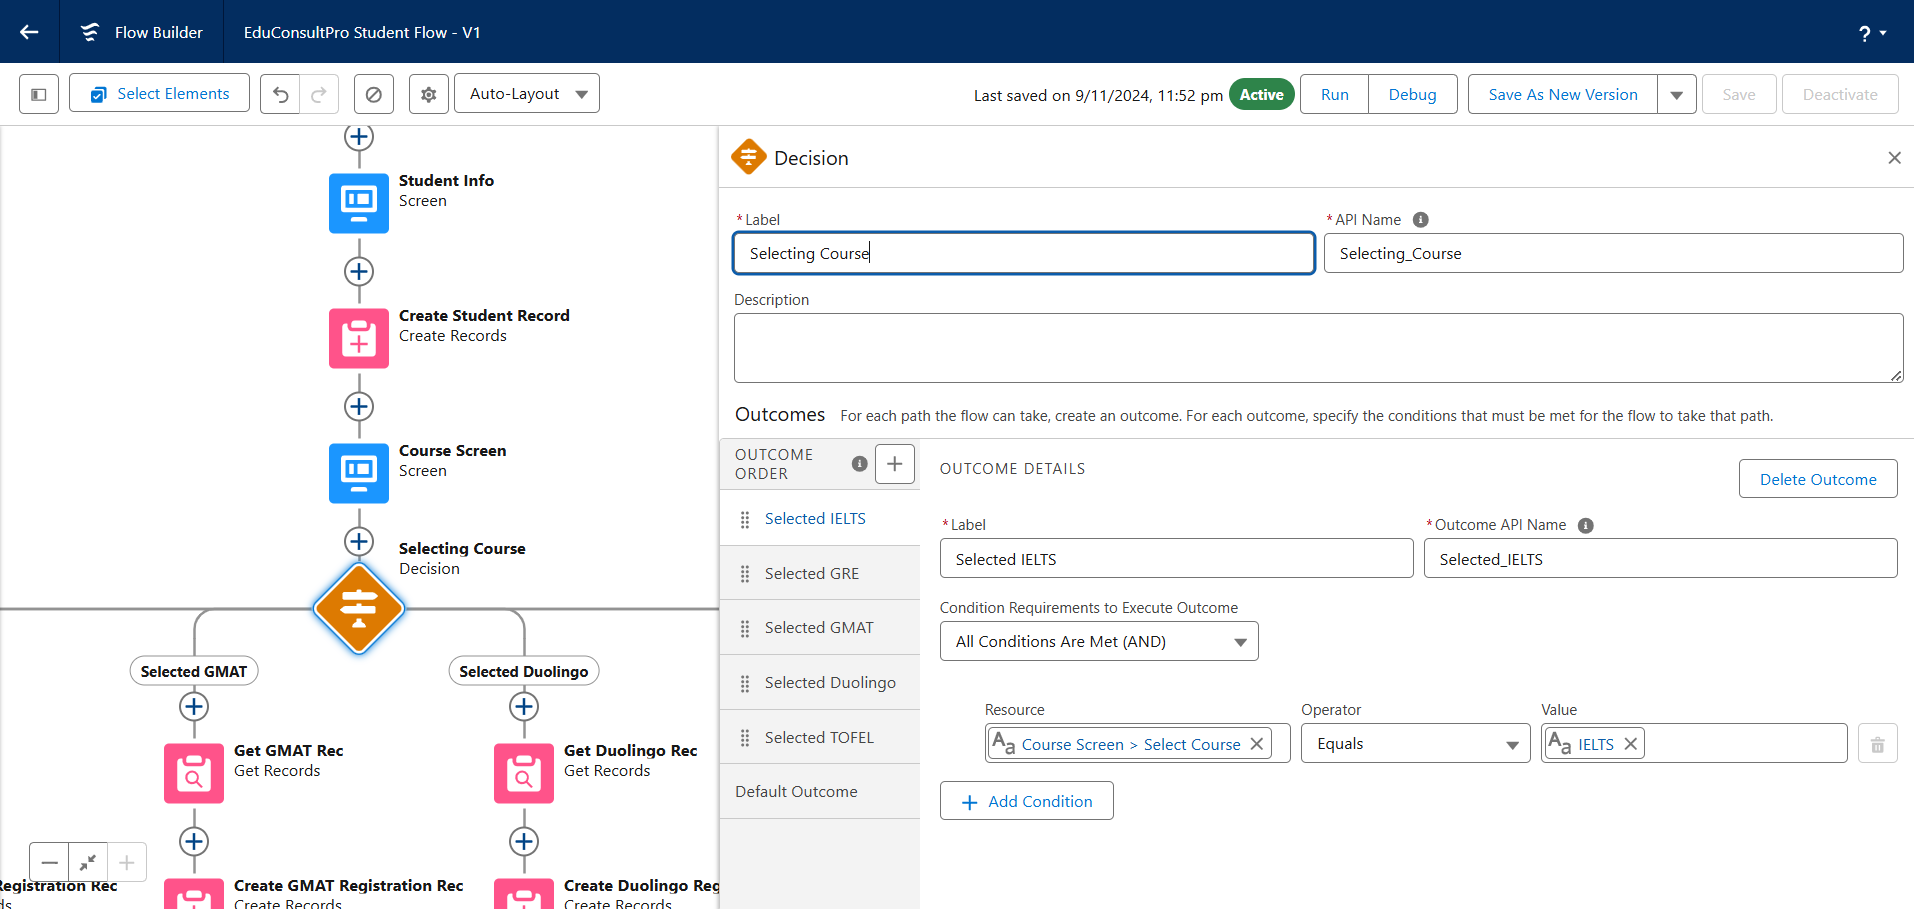 Flow Builder
EduConsultPro Student Flow - V1
?
Select Elements
Auto-Layout
Last saved on 9/11/2024, 11:52 pm
Active
Run
Debug
Save As New Version
Save
Deactivate
Student Info
Screen
Create Student Record
Create Records
Course Screen
Screen
Selecting Course
Decision
Selected GMAT
Selected Duolingo
Get GMAT Rec
Get Records
Get Duolingo Rec
Get Records
egistration Rec
ds
Create GMAT Registration Rec
Create Records
Create Duolingo Reg
Create Records
Decision
*Label
Selecting Course
*API Name
Selecting_Course
Description
Outcomes
For each path the flow can take, create an outcome. For each outcome, specify the conditions that must be met for the flow to take that path.
OUTCOME
ORDER
Selected IELTS
Selected GRE
Selected GMAT
Selected Duolingo
Selected TOFEL
Default Outcome
OUTCOME DETAILS
Delete Outcome
*Label
Selected IELTS
*Outcome API Name
Selected_IELTS
Condition Requirements to Execute Outcome
All Conditions Are Met (AND)
Resource
Aa Course Screen > Select Course
Operator
Equals
Value
Aa IELTS
Add Condition